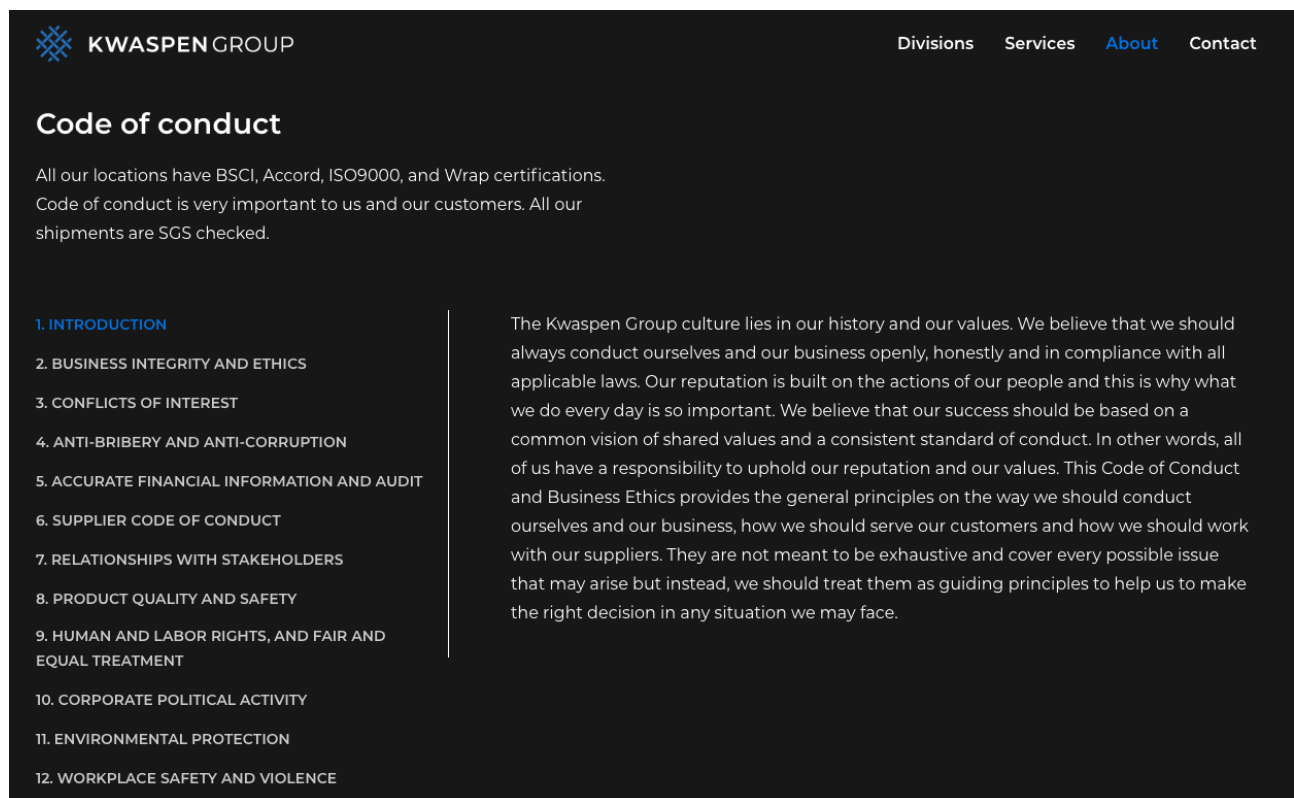 KWASPEN GROUP
Divisions
Services
About
Contact
Code of conduct
All our locations have BSCI, Accord, ISO9000, and Wrap certifications.
Code of conduct is very important to us and our customers. All our
shipments are SGS checked.
1. INTRODUCTION
2. BUSINESS INTEGRITY AND ETHICS
3. CONFLICTS OF INTEREST
4. ANTI-BRIBERY AND ANTI-CORRUPTION
5. ACCURATE FINANCIAL INFORMATION AND AUDIT
6. SUPPLIER CODE OF CONDUCT
7. RELATIONSHIPS WITH STAKEHOLDERS
8. PRODUCT QUALITY AND SAFETY
9. HUMAN AND LABOR RIGHTS, AND FAIR AND
EQUAL TREATMENT
10. CORPORATE POLITICAL ACTIVITY
11. ENVIRONMENTAL PROTECTION
12. WORKPLACE SAFETY AND VIOLENCE
The Kwaspen Group culture lies in our history and our values. We believe that we should
always conduct ourselves and our business openly, honestly and in compliance with all
applicable laws. Our reputation is built on the actions of our people and this is why what
we do every day is so important. We believe that our success should be based on a
common vision of shared values and a consistent standard of conduct. In other words, all
of us have a responsibility to uphold our reputation and our values. This Code of Conduct
and Business Ethics provides the general principles on the way we should conduct
ourselves and our business, how we should serve our customers and how we should work
with our suppliers. They are not meant to be exhaustive and cover every possible issue
that may arise but instead, we should treat them as guiding principles to help us to make
the right decision in any situation we may face.